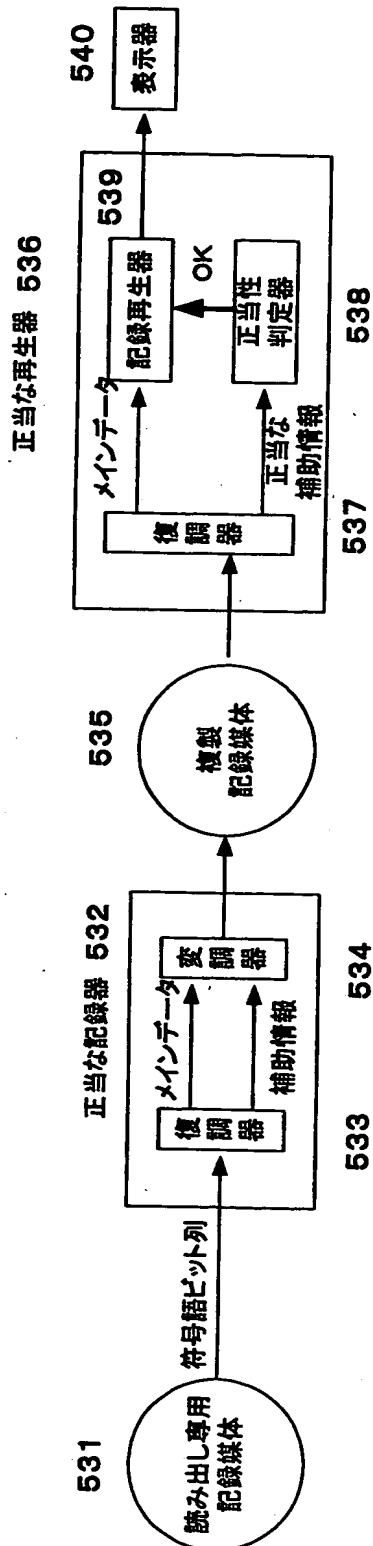 531
読み出し専用
記録媒体
符号語ビット列
正当な記録器 532
復調器
533
メインデータ
補助情報
変調器
534
535
複製
記録媒体
正当な再生器 536
復調器
537
メインデータ
正当な
補助情報
539
記録再生器
OK
正当性
判定器
538
540
表示器